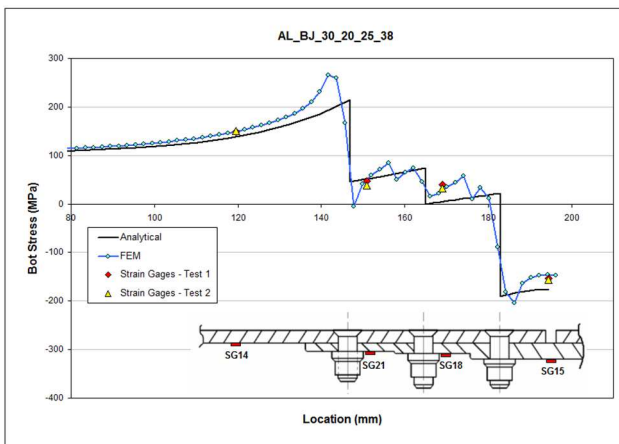 AL_BJ_30_20_25_38
Bot Stress (MPa)
300
200
100
0
-100
-200
-300
-400
80 100 120 140 160 180 200
Analytical
FEM
Strain Gages - Test 1
Strain Gages - Test 2
SG14 SG21 SG18 SG15
Location (mm)